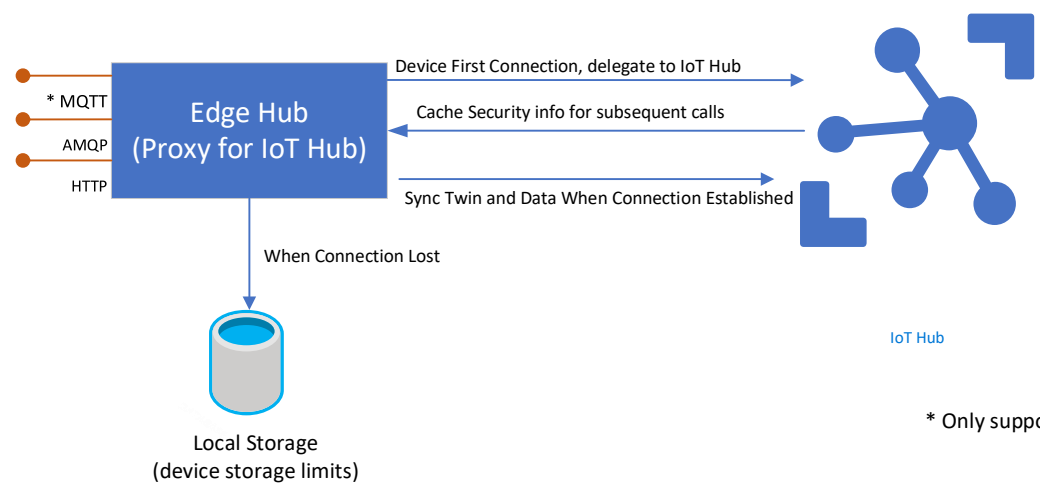 Device First Connection, delegate to IoT Hub
* MQTT
Cache Security info for subsequent calls
Edge Hub
(Proxy for IoT Hub)
AMQP
HTTP
Sync Twin and Data When Connection Established
When Connection Lost
IoT Hub
* Only
Local Storage
(device storage limits)